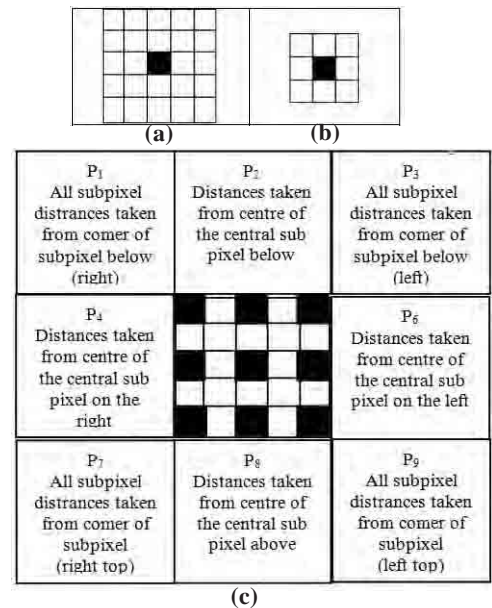 (a) (b)
P₁
All subpixel
distrances taken
from comer of
subpixel below
(right)
P₂
Distances taken
from centre of
the central sub
pixel below
P₃
All subpixel
distrances taken
from comer of
subpixel below
(left)
P₄
Distances taken
from centre of
the central sub
pixel on the
right
P₆
Distances taken
from centre of
the central sub
pixel on the left
P₇
All subpixel
distrances taken
from comer of
subpixel
(right top)
P₈
Distances taken
from centre of
the central sub
pixel above
P₉
All subpixel
distrances taken
from comer of
subpixel
(left top)
(c)